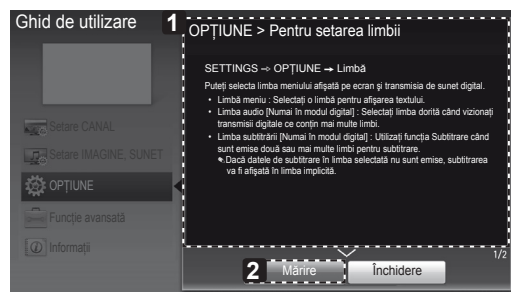 Ghid de utilizare
1
OPȚIUNE > Pentru setarea limbii
SETTINGS ⇨ OPȚIUNE ➞ Limbă
Puteți selecta limba meniului afișată pe ecran și transmisia de sunet digital.
• Limbă meniu : Selectați o limbă pentru afișarea textului.
• Limba audio [Numai în modul digital] : Selectați limba dorită când vizionați
transmisii digitale ce conțin mai multe limbi.
• Limba subtitrării [Numai în modul digital] : Utilizați funcția Subtitrare când
sunt emise două sau mai multe limbi pentru subtitrare.
Dacă datele de subtitrare în limba selectată nu sunt emise, subtitrarea
va fi afișată în limba implicită.
Setare CANAL
Setare IMAGINE, SUNET
OPȚIUNE
Funcție avansată
Informații
1/2
2
Mărire
Închidere